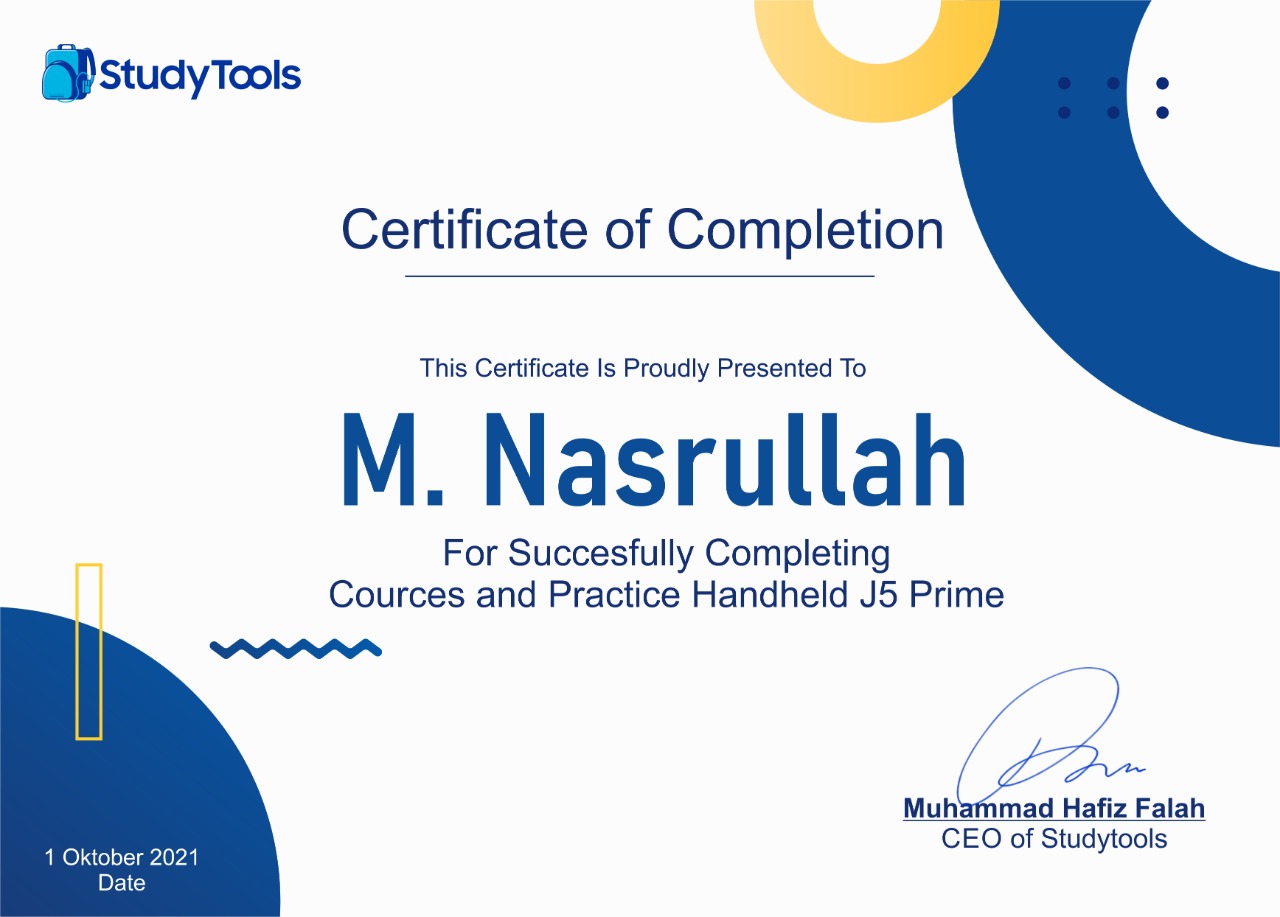 StudyTools
Certificate of Completion
This Certificate Is Proudly Presented To
M. Nasrullah
For Succesfully Completing
Cources and Practice Handheld J5 Prime
Muhammad Hafiz Falah
CEO of Studytools
1 Oktober 2021
Date